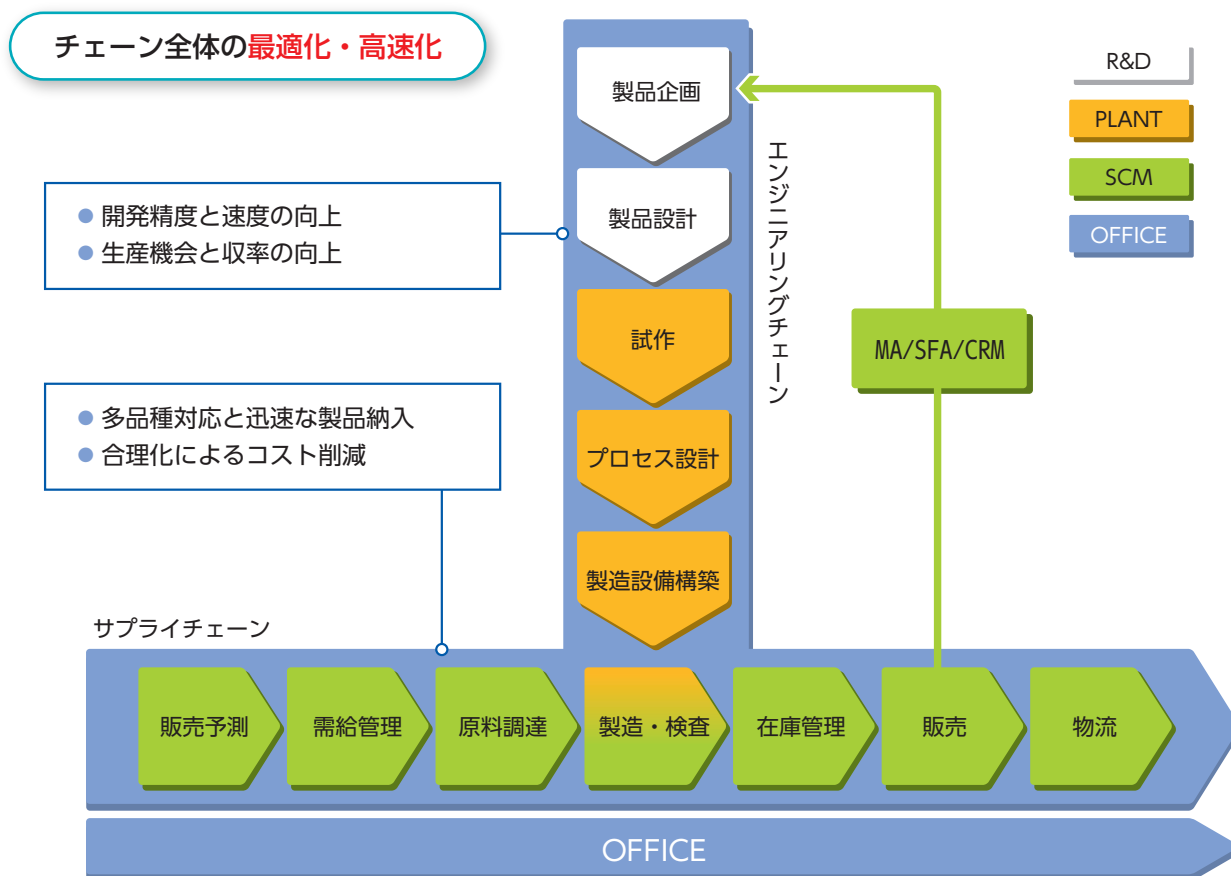 チェーン全体の最適化・高速化
R&D
PLANT
SCM
OFFICE
製品企画
製品設計
試作
プロセス設計
製造設備構築
エンジニアリングチェーン
MA/SFA/CRM
● 開発精度と速度の向上
● 生産機会と収率の向上
● 多品種対応と迅速な製品納入
● 合理化によるコスト削減
サプライチェーン
販売予測
需給管理
原料調達
製造・検査
在庫管理
販売
物流
OFFICE